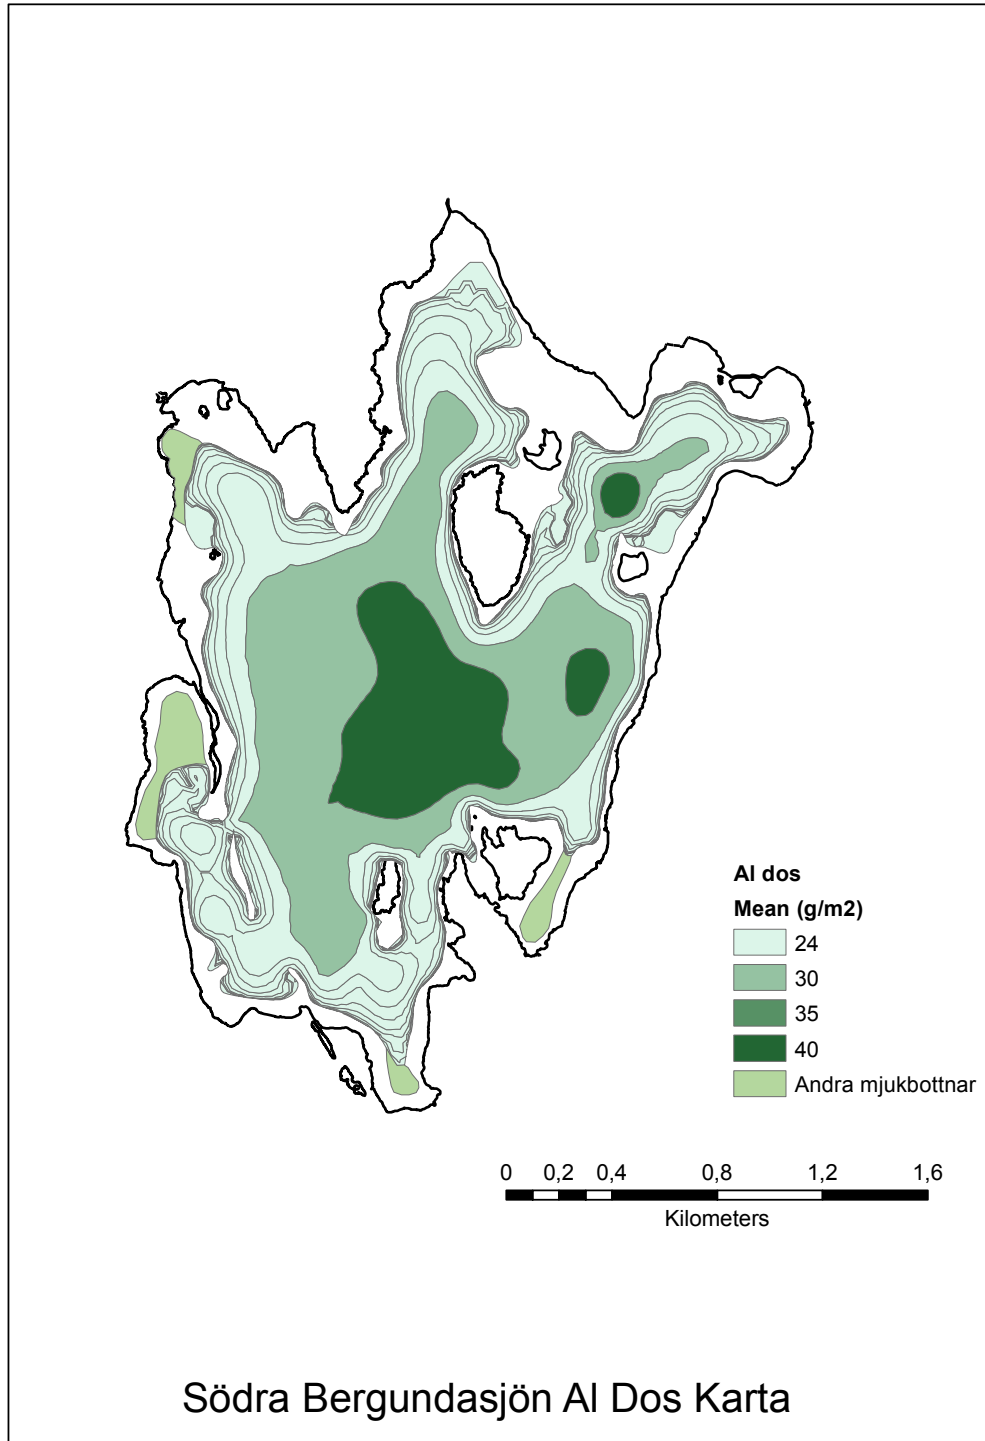 Al dos
Mean (g/m2)
24
30
35
40
Andra mjukbottnar
0 0,2 0,4 0,8 1,2 1,6
Kilometers
Södra Bergundasjön Al Dos Karta